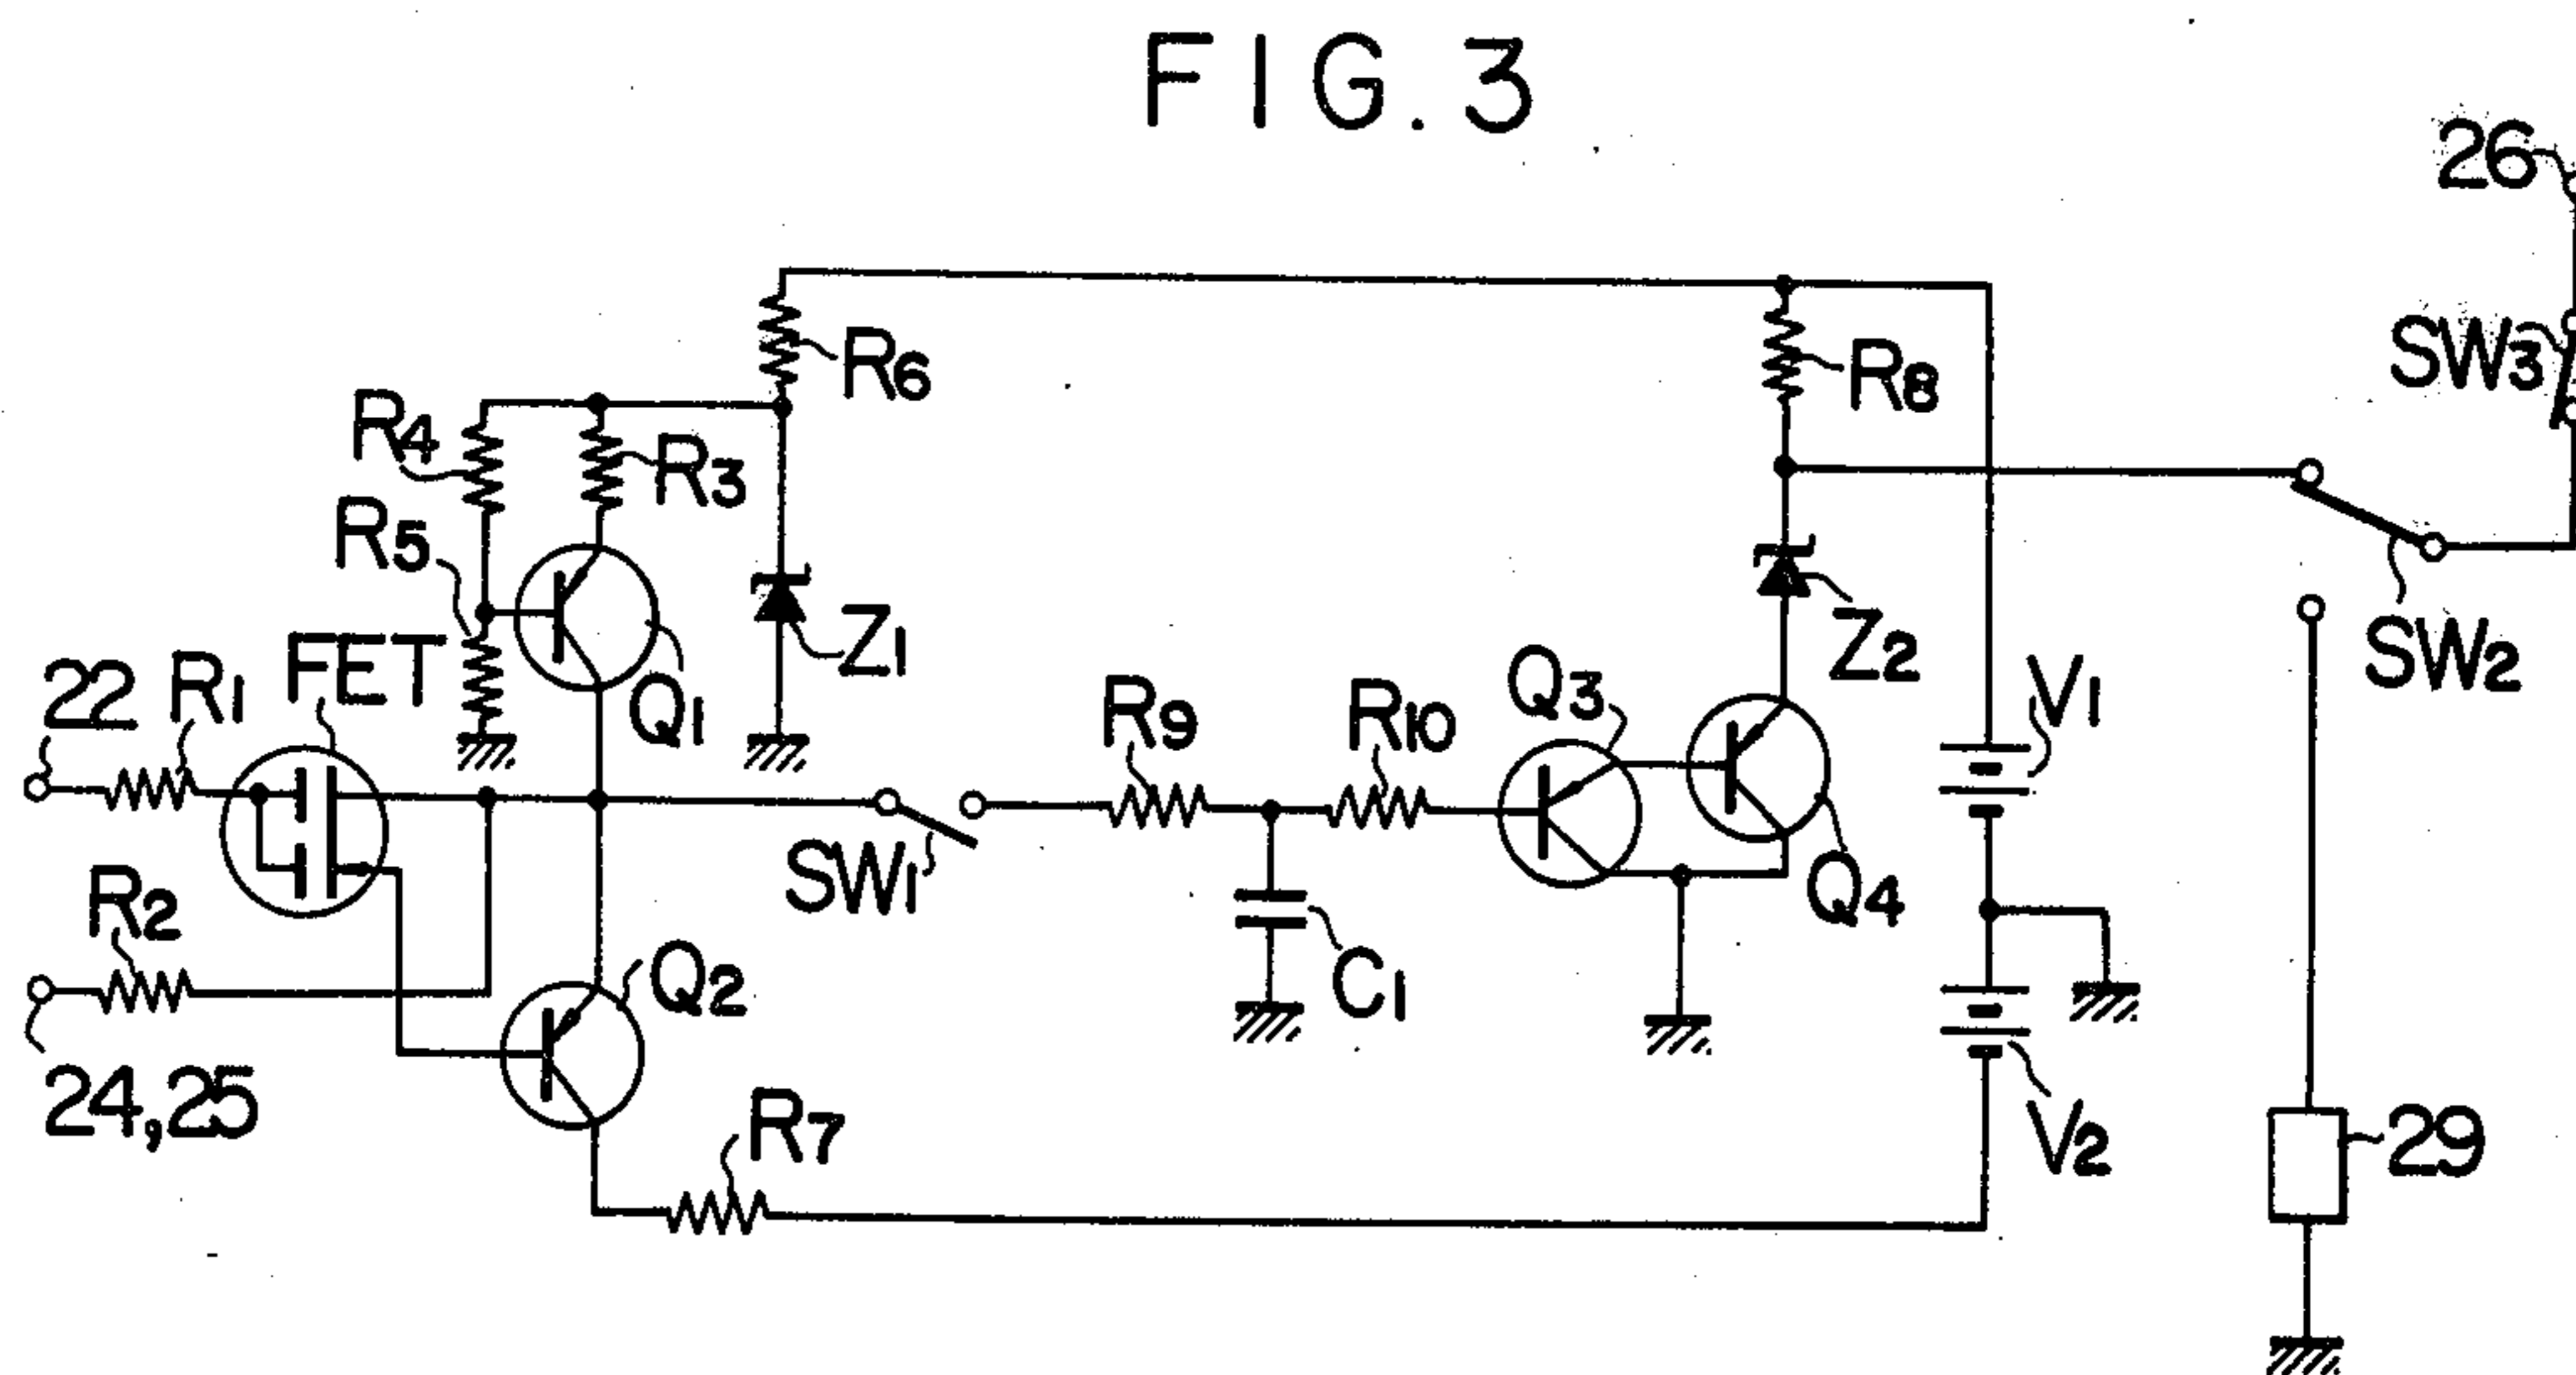 FIG. 3
26
SW3
R6
R8
R4
R3
R5
FET
Z1
22
R1
Q1
Z2
SW2
R9
R10
Q3
V1
SW1
R2
Q4
C1
Q2
24,25
R7
V2
29